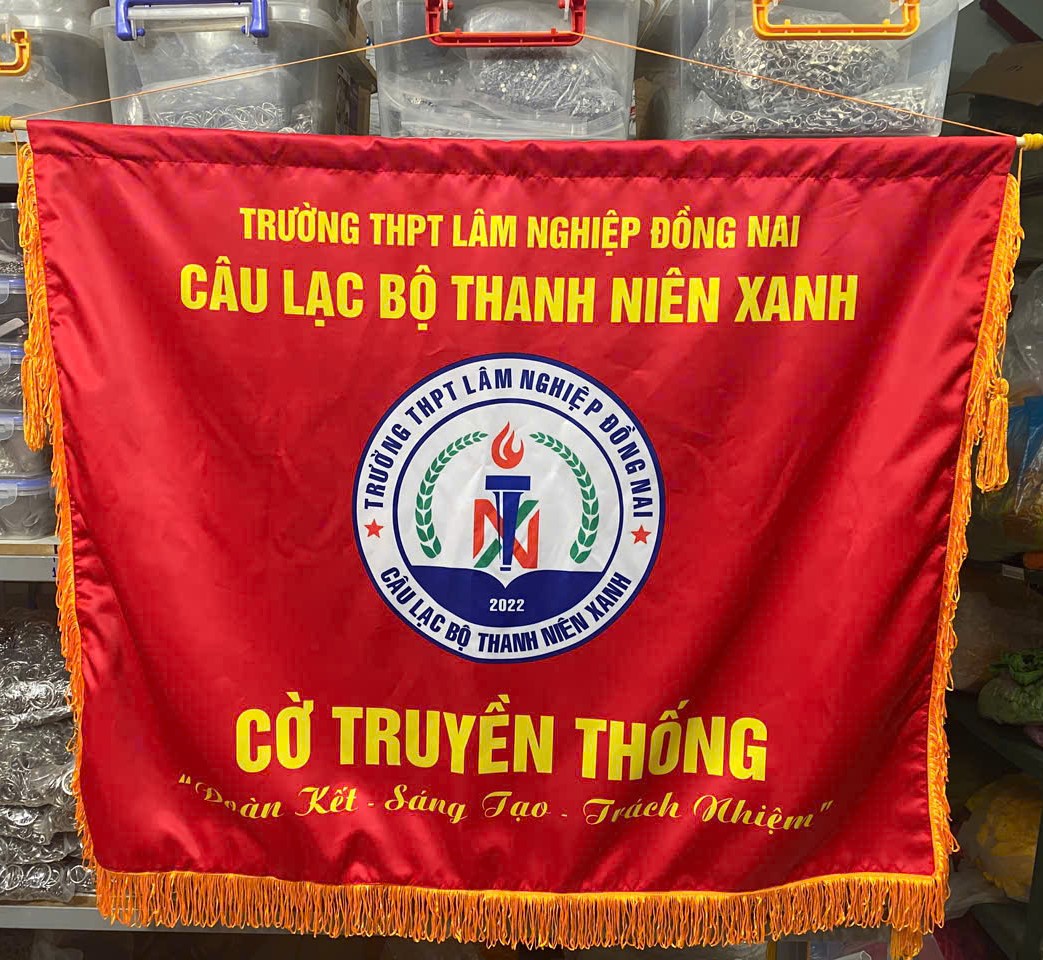 TRƯỜNG THPT LÂM NGHIỆP ĐỒNG NAI
CÂU LẠC BỘ THANH NIÊN XANH
TRƯỜNG THPT LÂM NGHIỆP ĐỒNG NAI
2022
CÂU LẠC BỘ THANH NIÊN XANH
CỜ TRUYỀN THỐNG
"Đoàn Kết - Sáng Tạo - Trách Nhiệm"